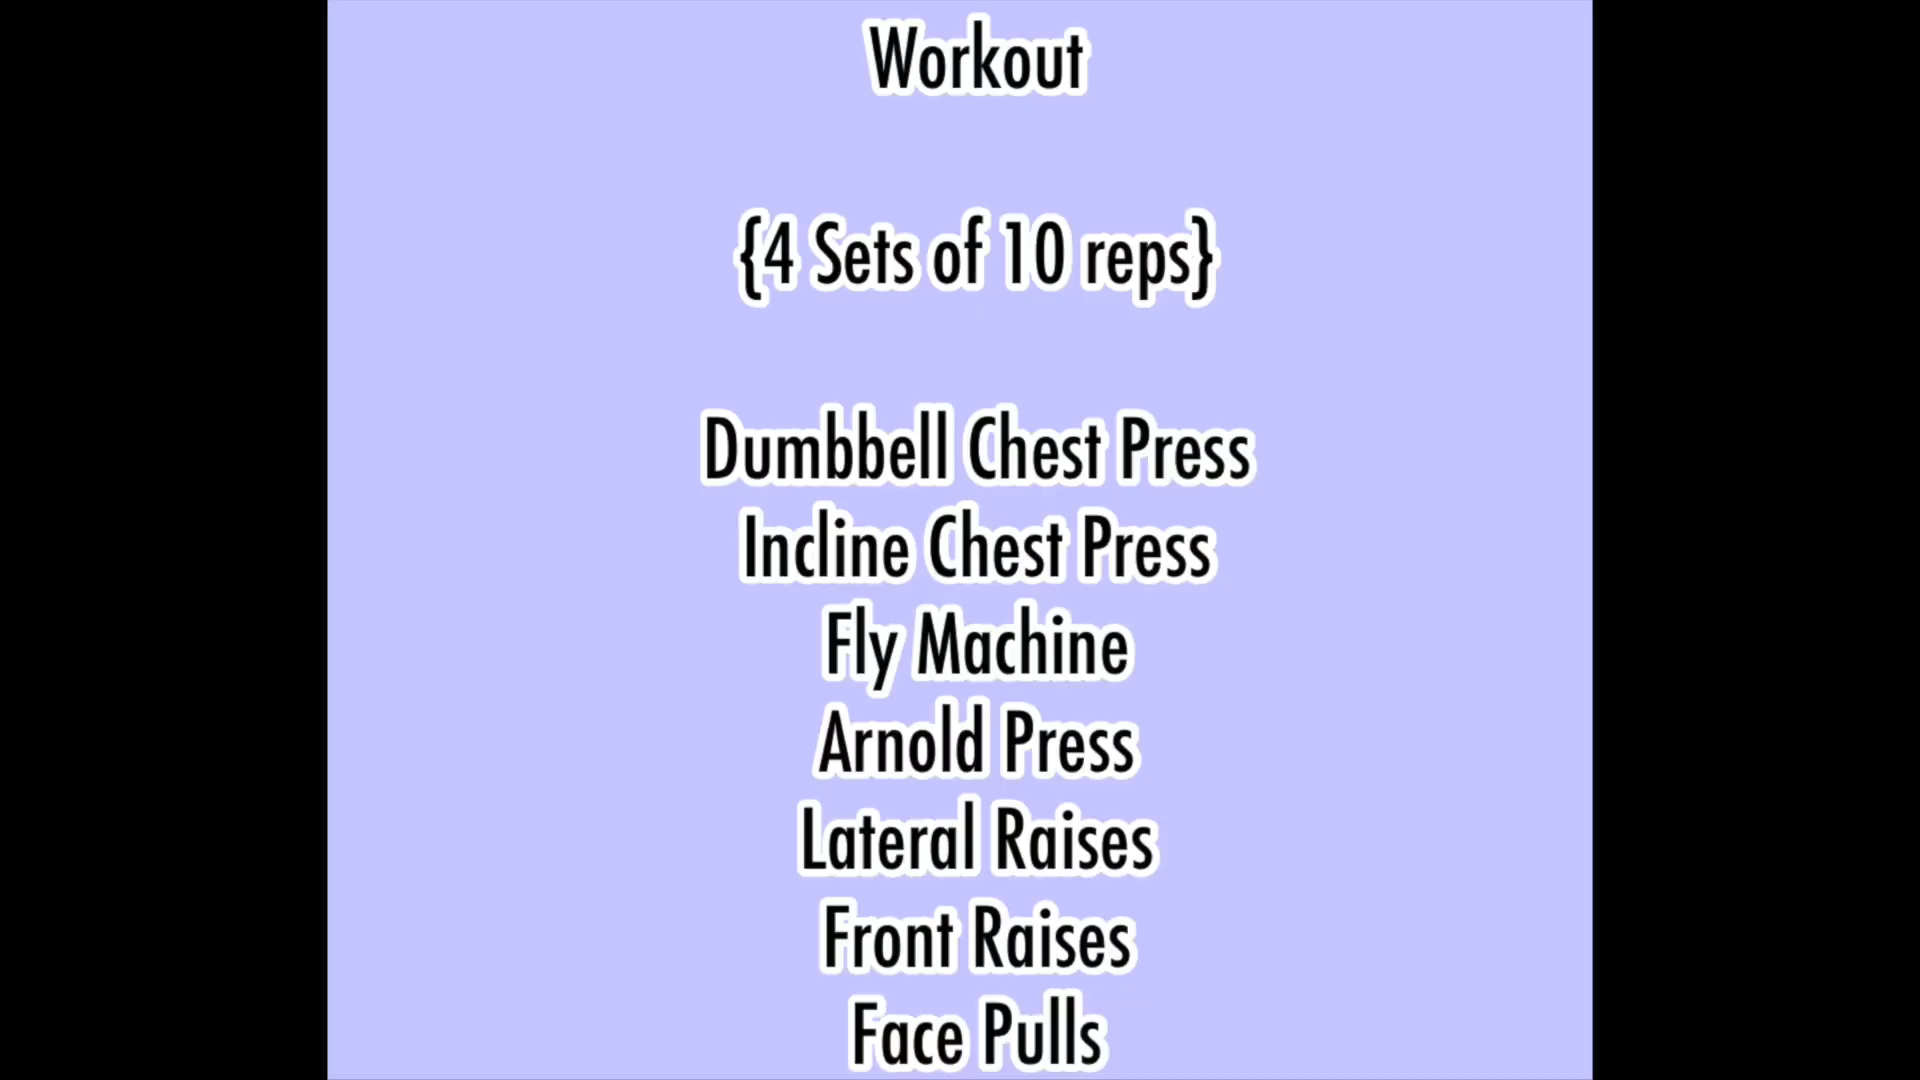 Workout
{4 Sets of 10 reps}
Dumbbell Chest Press
Incline Chest Press
Fly Machine
Arnold Press
Lateral Raises
Front Raises
Face Pulls